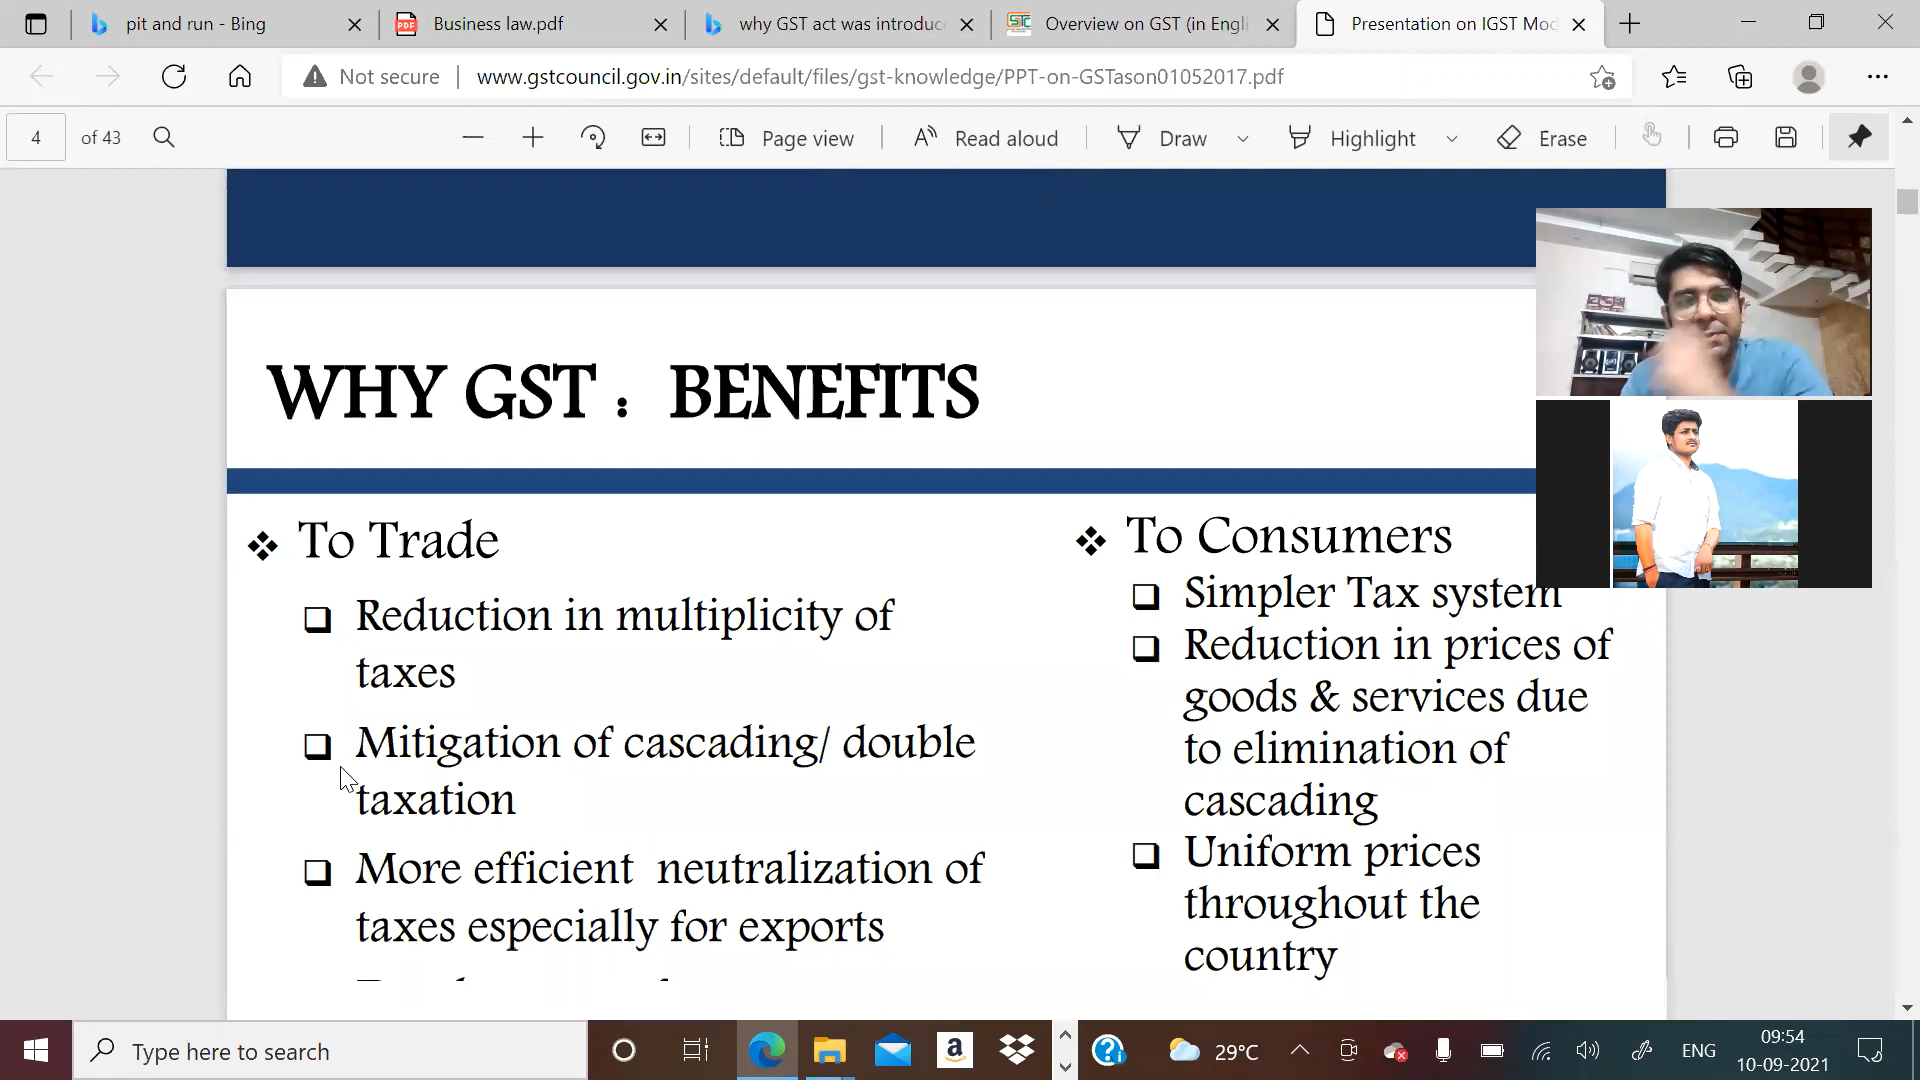 pit and run - Bing
Business law.pdf
why GST act was introduc
Overview on GST (in Engli
Presentation on IGST Mod
Not secure
www.gstcouncil.gov.in/sites/default/files/gst-knowledge/PPT-on-GSTason01052017.pdf
4 of 43
Page view
Read aloud
Draw
Highlight
Erase
WHY GST : BENEFITS
To Trade
Reduction in multiplicity of
taxes
Mitigation of cascading/ double
taxation
More efficient neutralization of
taxes especially for exports
To Consumers
Simpler Tax system
Reduction in prices of
goods & services due
to elimination of
cascading
Uniform prices
throughout the
country
Type here to search
29°C
ENG
09:54
10-09-2021